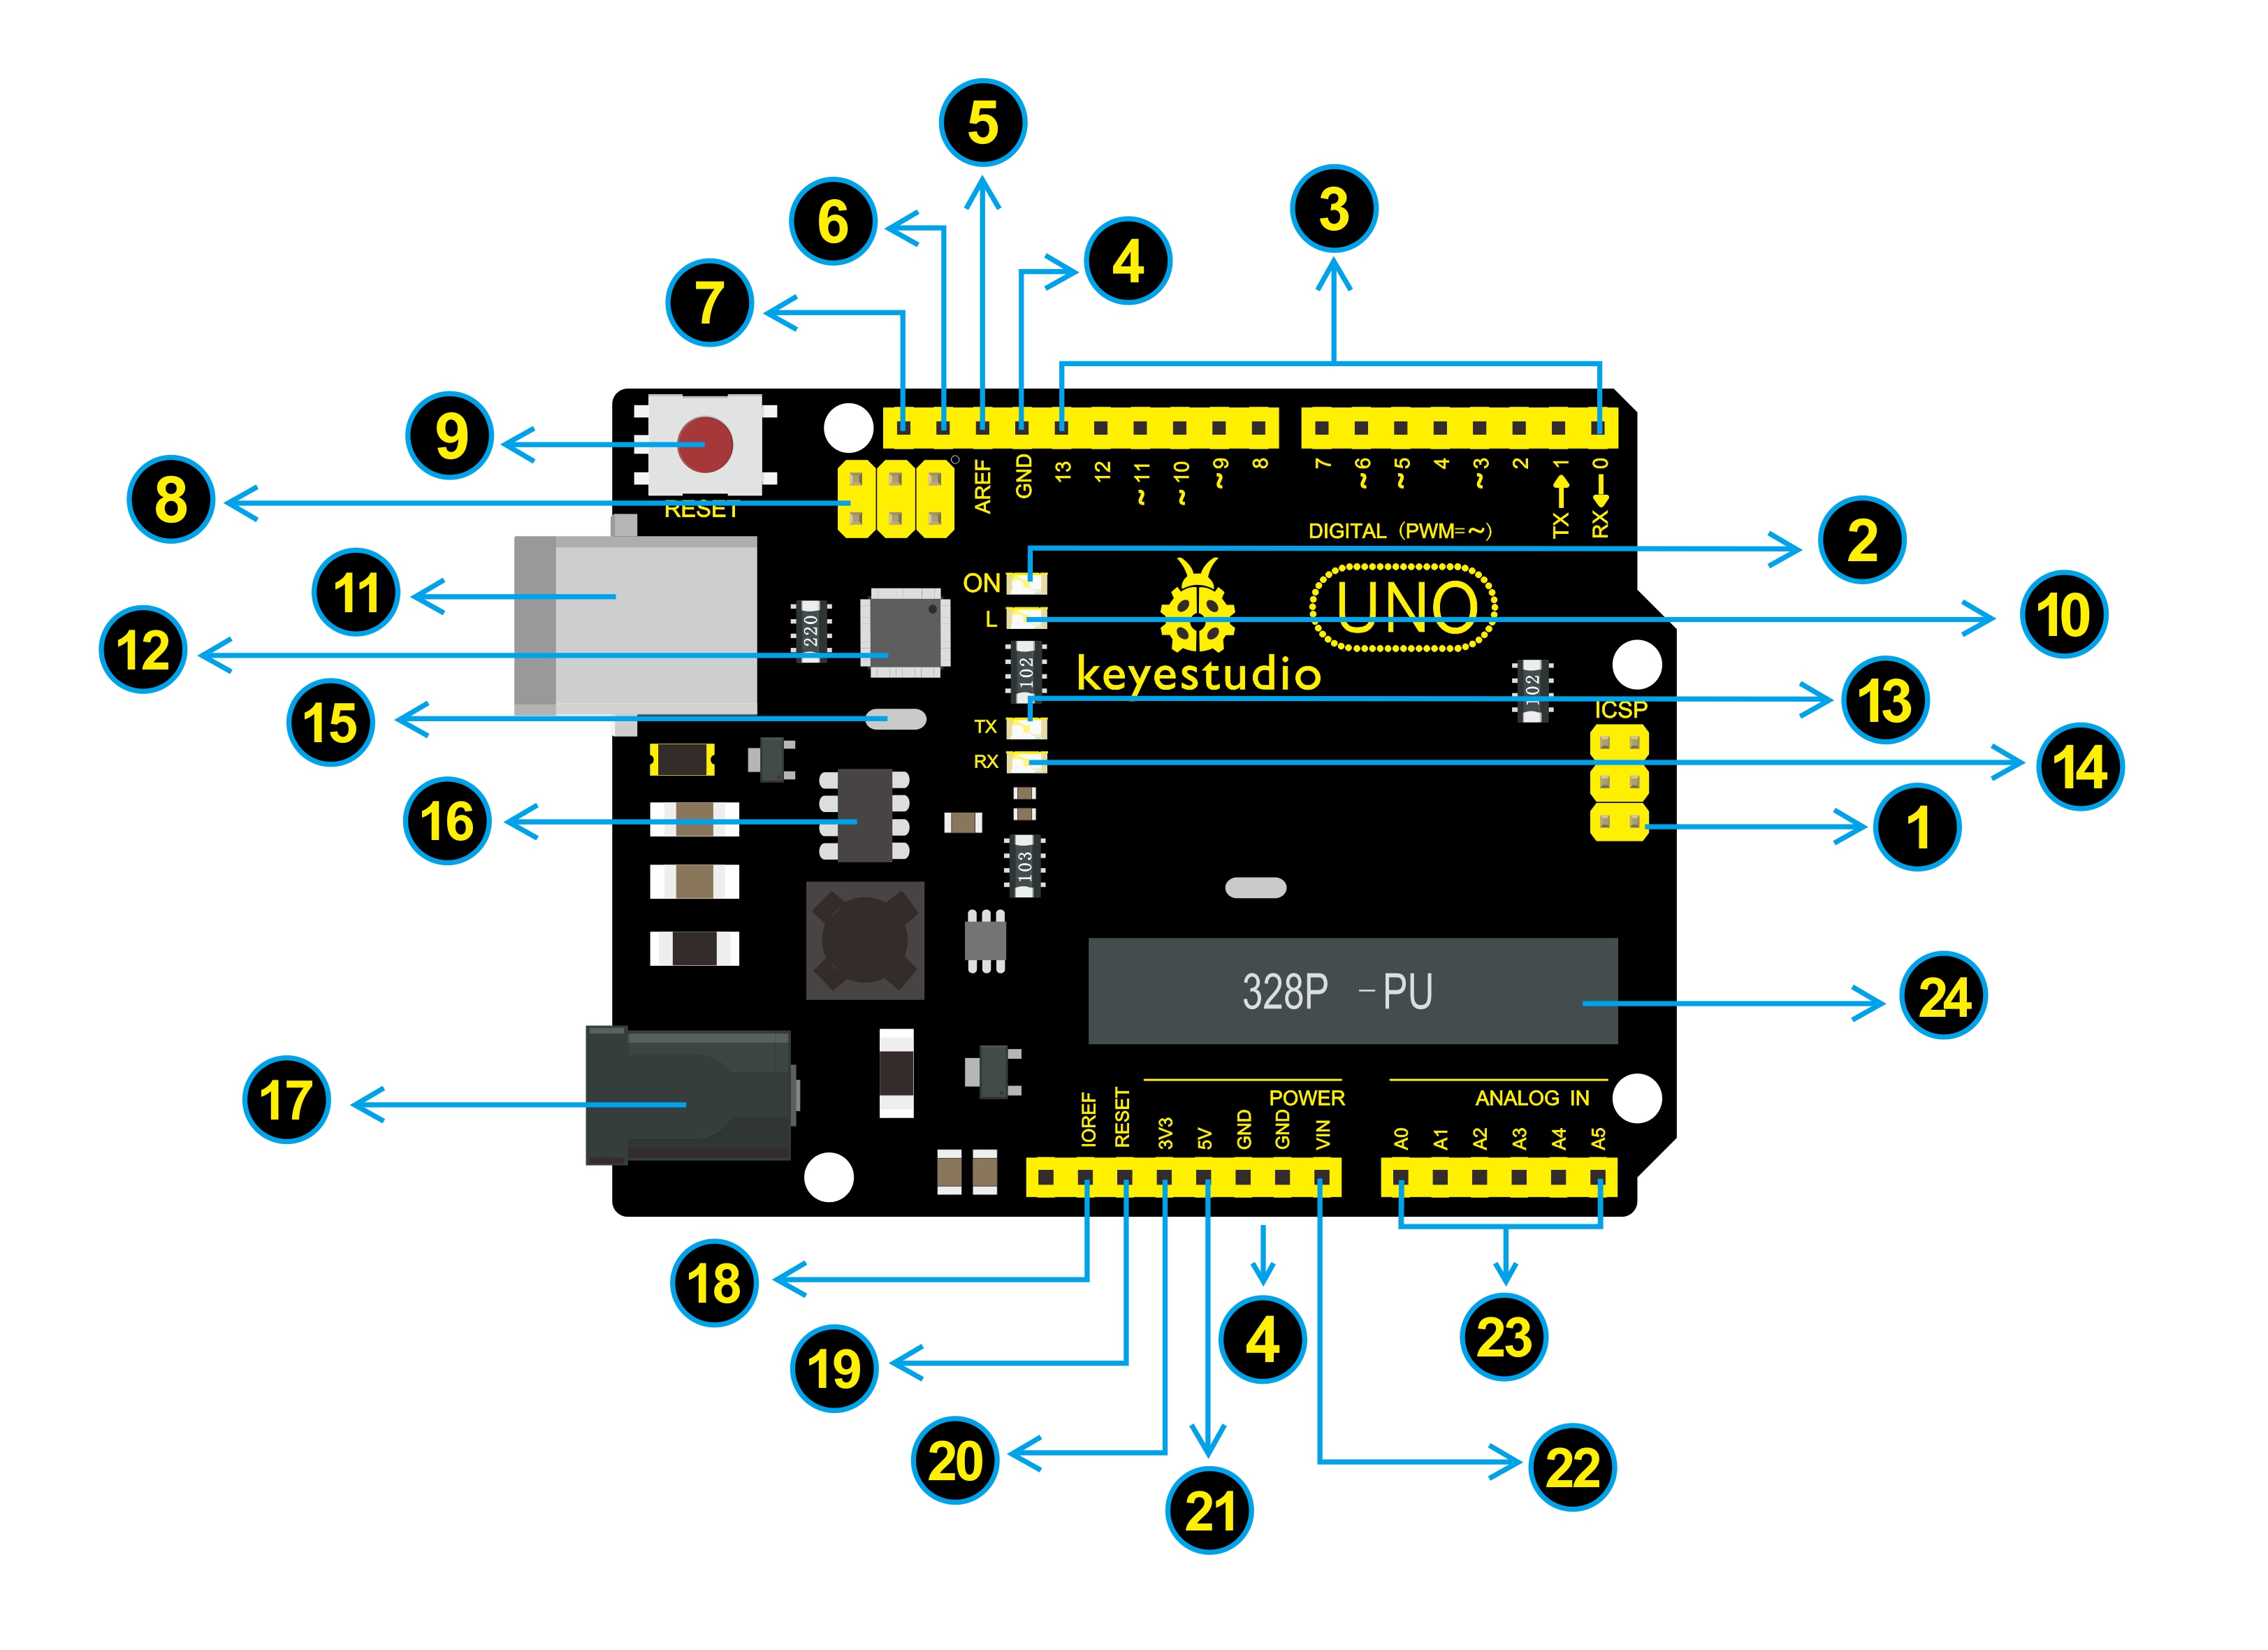 5
3
6
4
7
9
8
RESET
AREF
GND
13
12
~11
~10
~9
8
7
~6
~5
4
~3
2
TX→1
RX←0
DIGITAL (PWM=~)
2
11
12
ON
L
220
UNO
10
102
keyestudio
102
13
ICSP
15
TX
RX
14
16
1
103
328P -PU
24
17
IOREF
RESET
3V3
5V
GND
GND
VIN
POWER
ANALOG IN
A0
A1
A2
A3
A4
A5
18
19
4
23
20
21
22